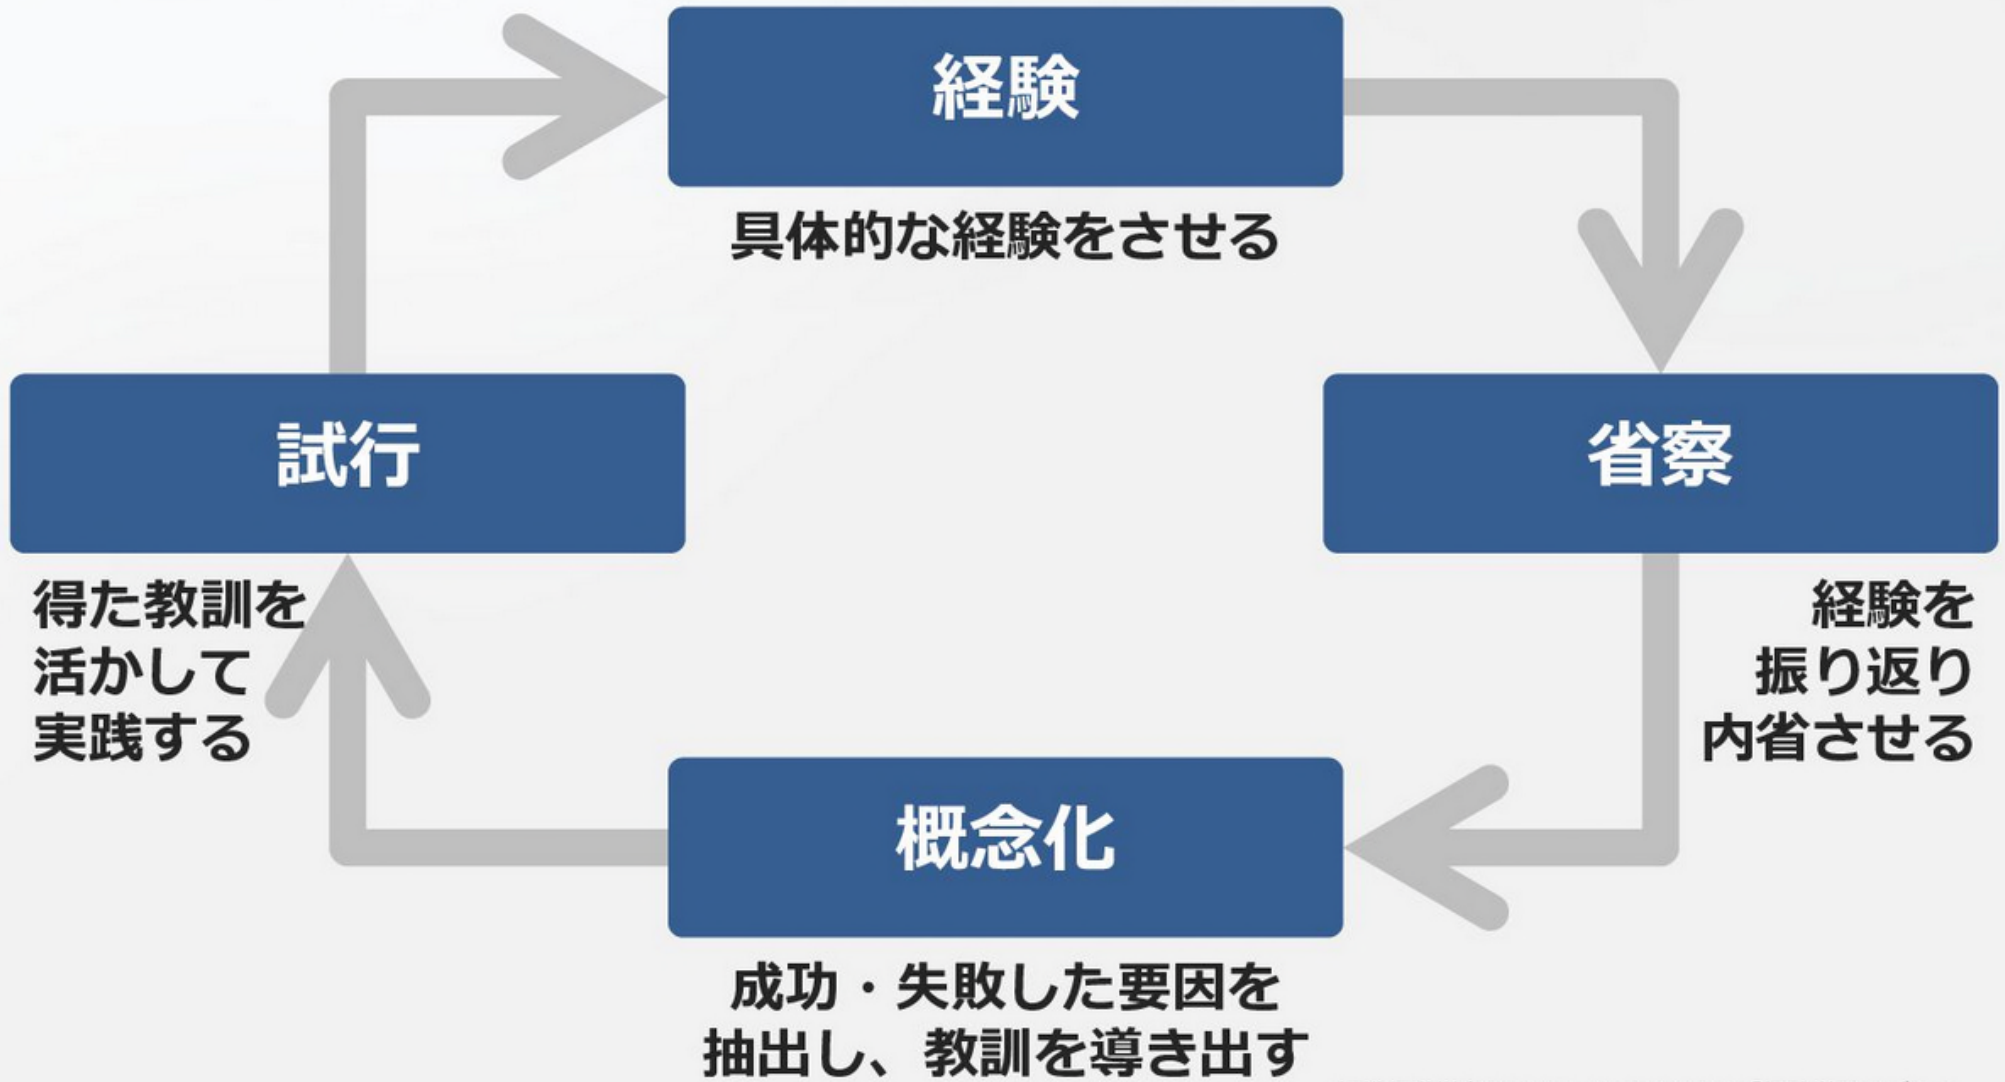 経験
具体的な経験をさせる
試行
省察
得た教訓を
活かして
実践する
経験を
振り返り
内省させる
概念化
成功・失敗した要因を
抽出し、教訓を導き出す